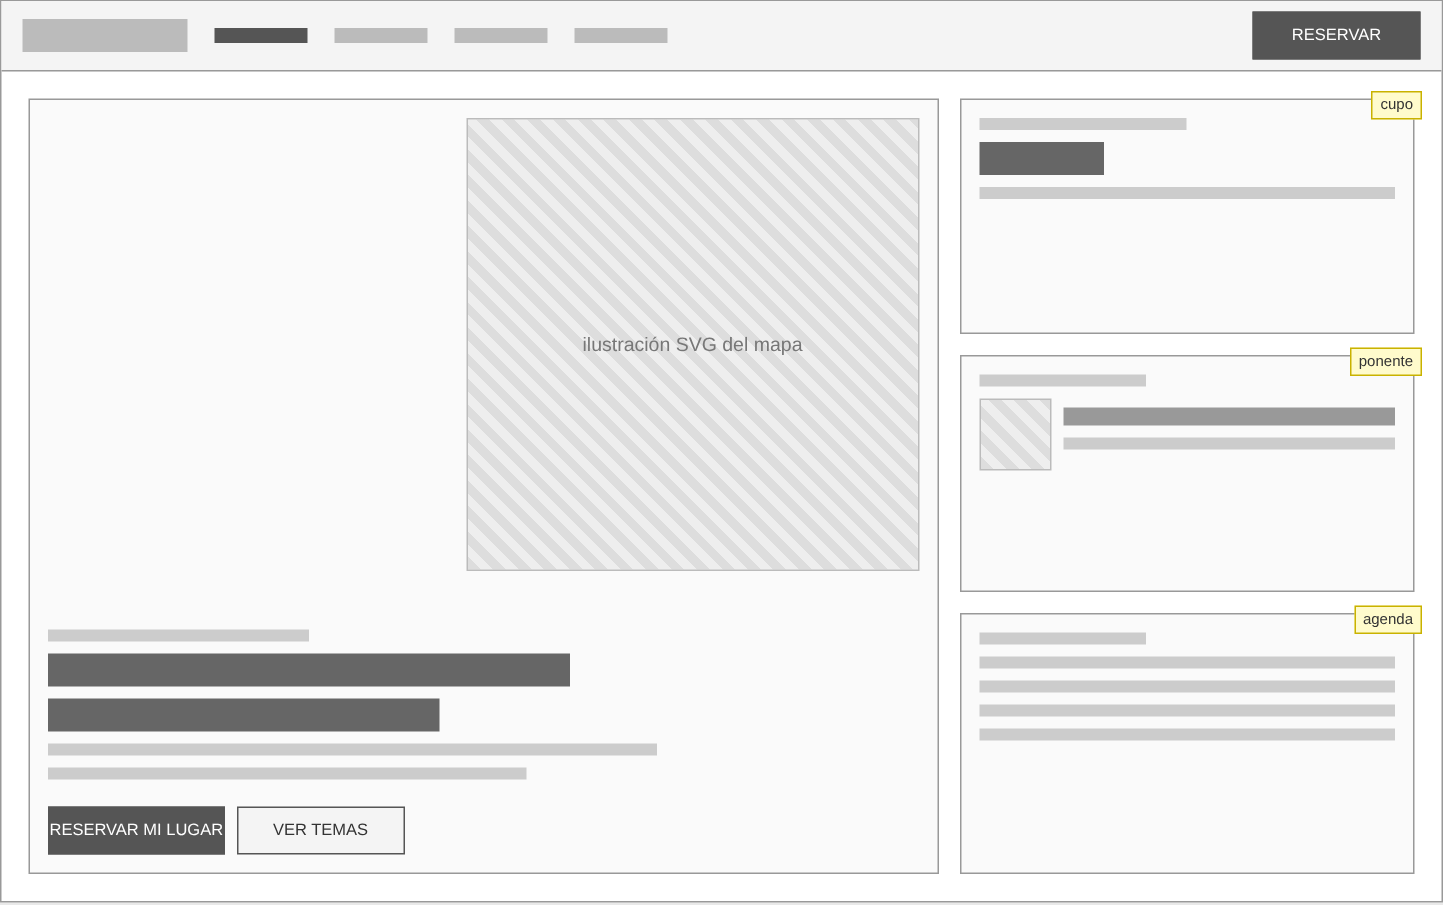 RESERVAR
cupo
ilustración SVG del mapa
ponente
agenda
RESERVAR MI LUGAR
VER TEMAS